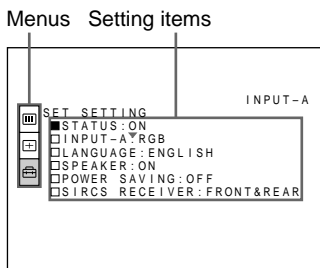 Menus Setting items
INPUT–A
SET SETTING
STATUS:ON
INPUT–A:RGB
LANGUAGE:ENGLISH
SPEAKER:ON
POWER SAVING:OFF
SIRCS RECEIVER:FRONT&REAR